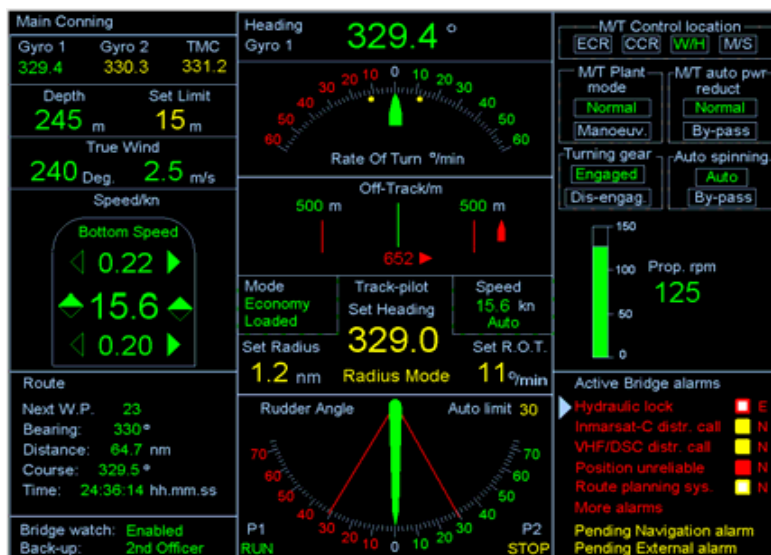 Main Conning
Gyro 1 Gyro 2 TMC
329.4 330.3 331.2
Depth Set Limit
245 m 15 m
True Wind
240 Deg. 2.5 m/s
Speed/kn
Bottom Speed
0.22
15.6
0.20
Route
Next W.P. 23
Bearing: 330°
Distance: 64.7 nm
Course: 329.5°
Time: 24:36:14 hh.mm.ss
Bridge watch: Enabled
Back-up: 2nd Officer
Heading
Gyro 1 329.4 °
60 50 40 30 20 10 0 10 20 30 40 50 60
Rate Of Turn º/min
Off-Track/m
500 m 500 m
652
Mode
Economy
Loaded
Track-pilot
Set Heading
329.0
Radius Mode
Speed
15.6 kn
Auto
Set Radius
1.2 nm
Set R.O.T.
11º/min
Rudder Angle Auto limit 30
70 60 50 40 30 20 10 0 10 20 30 40 50 60 70
P1 P2
RUN STOP
M/T Control location
ECR CCR W/H M/S
M/T Plant mode
Normal
Manoeuv.
M/T auto pwr reduct
Normal
By-pass
Turning gear
Engaged
Dis-engag.
Auto spinning.
Auto
By-pass
150
100
50
0
Prop. rpm
125
Active Bridge alarms
Hydraulic lock E
Inmarsat-C distr. call N
VHF/DSC distr. call N
Position unreliable N
Route planning sys. N
More alarms
Pending Navigation alarm
Pending External alarm